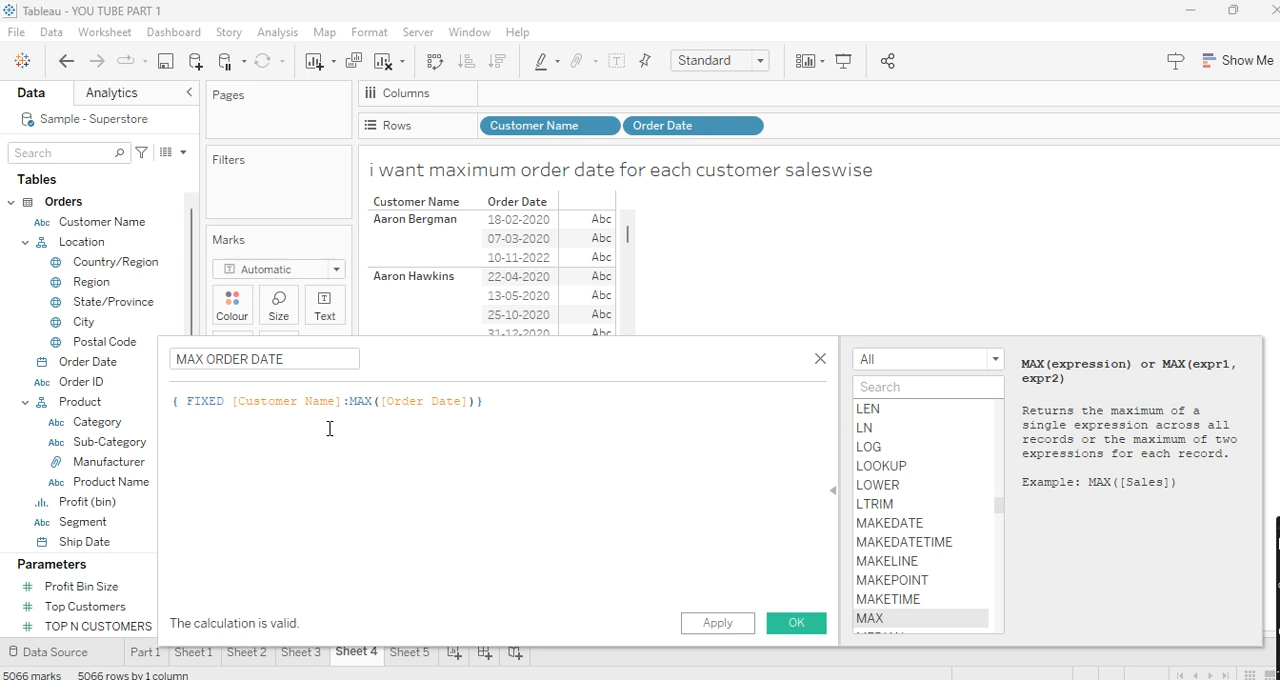 Tableau - YOU TUBE PART 1
File Data Worksheet Dashboard Story Analysis Map Format Server Window Help
Standard
Show Me
Data Analytics
Pages
Columns
Sample - Superstore
Rows
Customer Name Order Date
Search
Filters
i want maximum order date for each customer saleswise
Tables
Customer Name Order Date
Orders
Aaron Bergman 18-02-2020 Abc
Abc Customer Name
Marks
07-03-2020 Abc
Location
10-11-2022 Abc
Country/Region
Automatic
Aaron Hawkins 22-04-2020 Abc
Region
13-05-2020 Abc
State/Province
Colour Size Text
25-10-2020 Abc
City
31-12-2020 Abc
Postal Code
Order Date
Abc Order ID
Product
Abc Category
Abc Sub-Category
Manufacturer
Abc Product Name
Profit (bin)
Abc Segment
Ship Date
Parameters
Profit Bin Size
Top Customers
TOP N CUSTOMERS
MAX ORDER DATE
{ FIXED [Customer Name]:MAX([Order Date])}
The calculation is valid.
Apply OK
All
Search
LEN
LN
LOG
LOOKUP
LOWER
LTRIM
MAKEDATE
MAKEDATETIME
MAKELINE
MAKEPOINT
MAKETIME
MAX
MAX(expression) or MAX(expr1,
expr2)
Returns the maximum of a
single expression across all
records or the maximum of two
expressions for each record.
Example: MAX([Sales])
Data Source Part 1 Sheet 1 Sheet 2 Sheet 3 Sheet 4 Sheet 5
5066 marks 5066 rows by 1 column